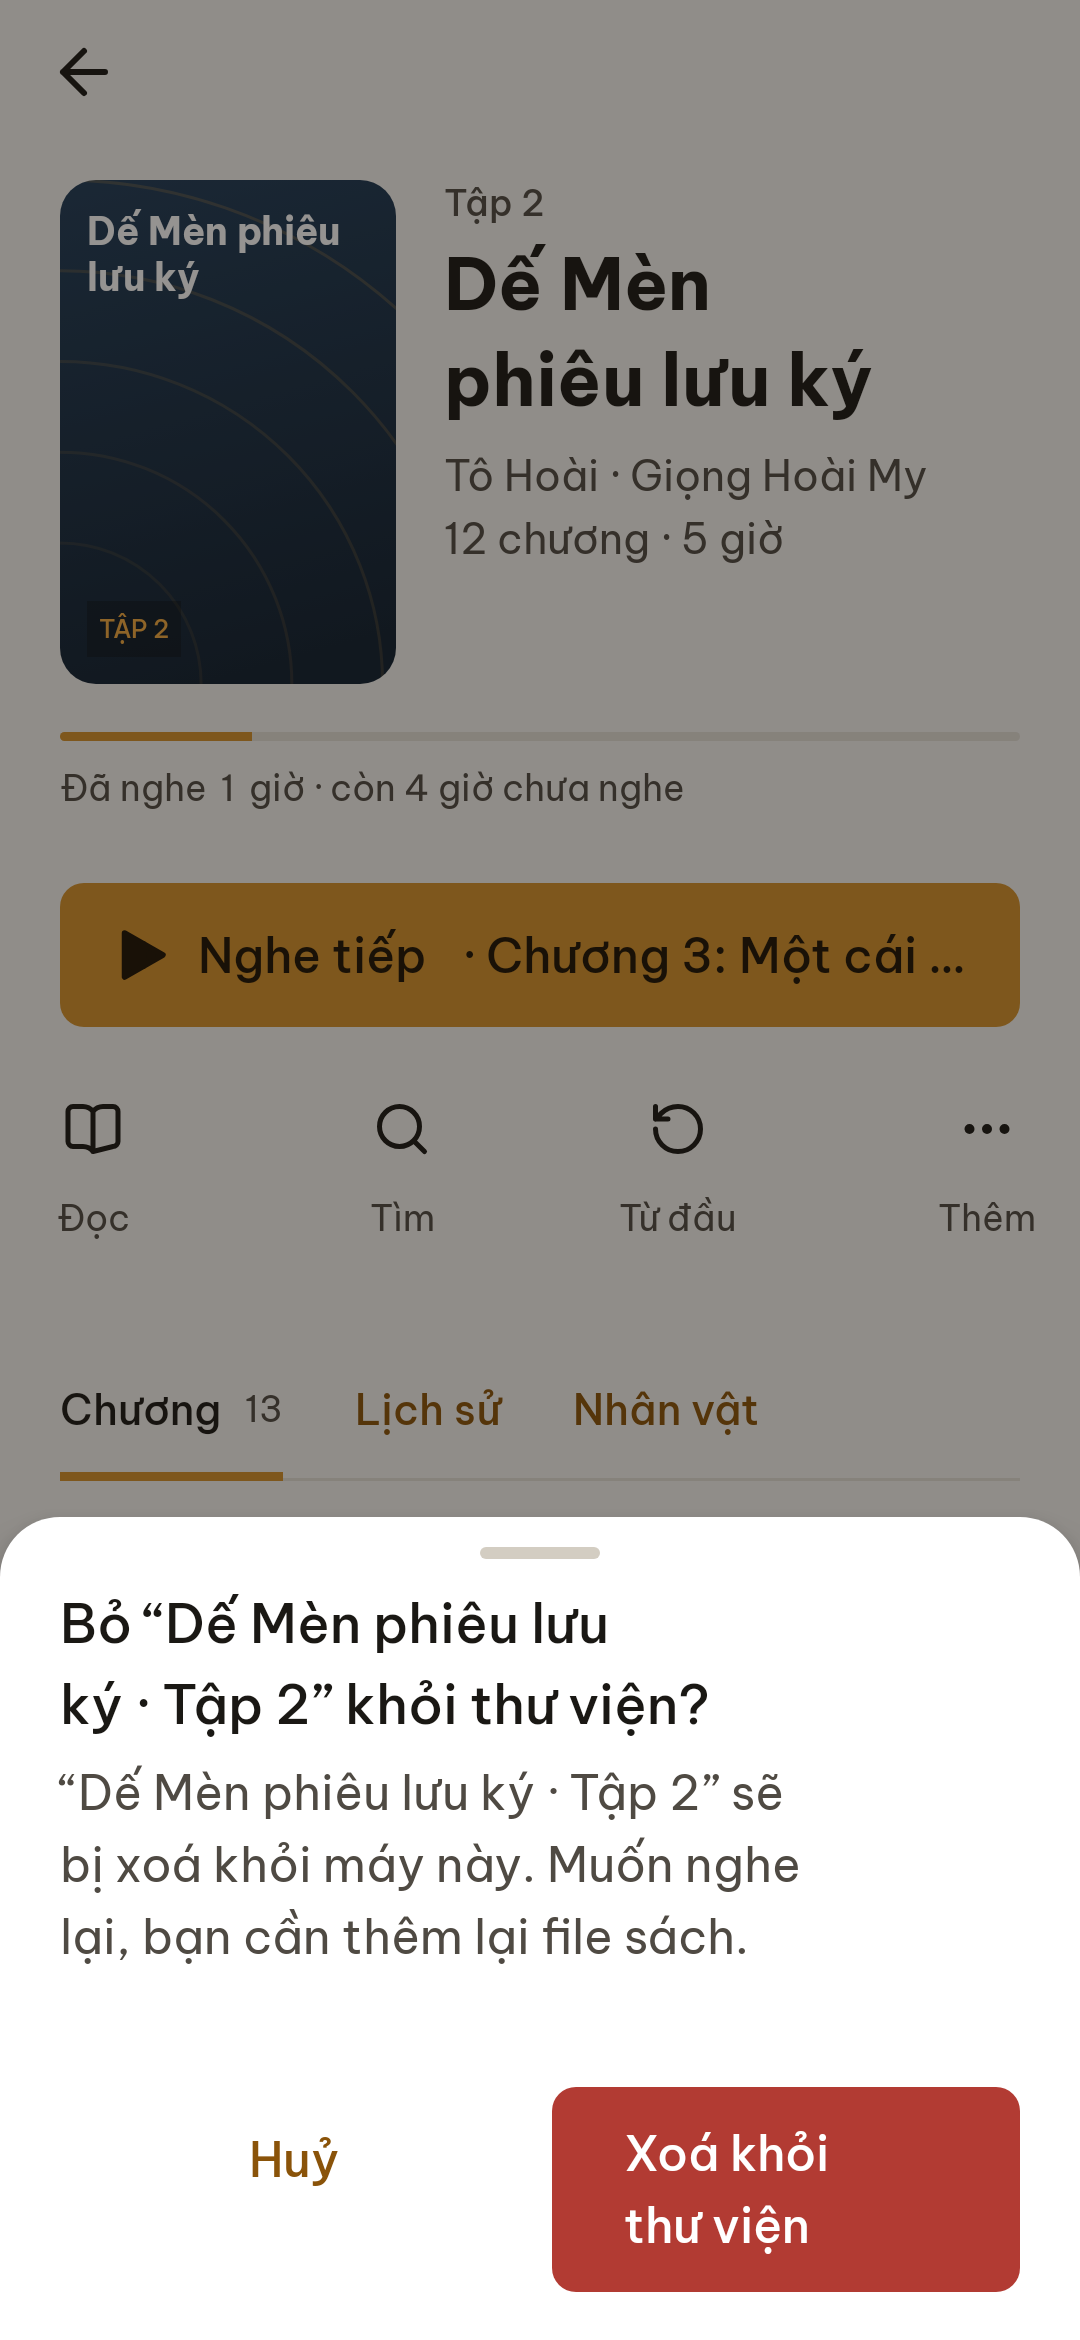 Dế Mèn phiêu
lưu ký
TẬP 2
Tập 2
Dế Mèn
phiêu lưu ký
Tô Hoài · Giọng Hoài My
12 chương · 5 giờ
Đã nghe 1 giờ · còn 4 giờ chưa nghe
Nghe tiếp · Chương 3: Một cái ...
Đọc Tìm Từ đầu Thêm
Chương 13 Lịch sử Nhân vật
Bỏ “Dế Mèn phiêu lưu
ký · Tập 2” khỏi thư viện?
“Dế Mèn phiêu lưu ký · Tập 2” sẽ
bị xoá khỏi máy này. Muốn nghe
lại, bạn cần thêm lại file sách.
Huỷ
Xoá khỏi
thư viện